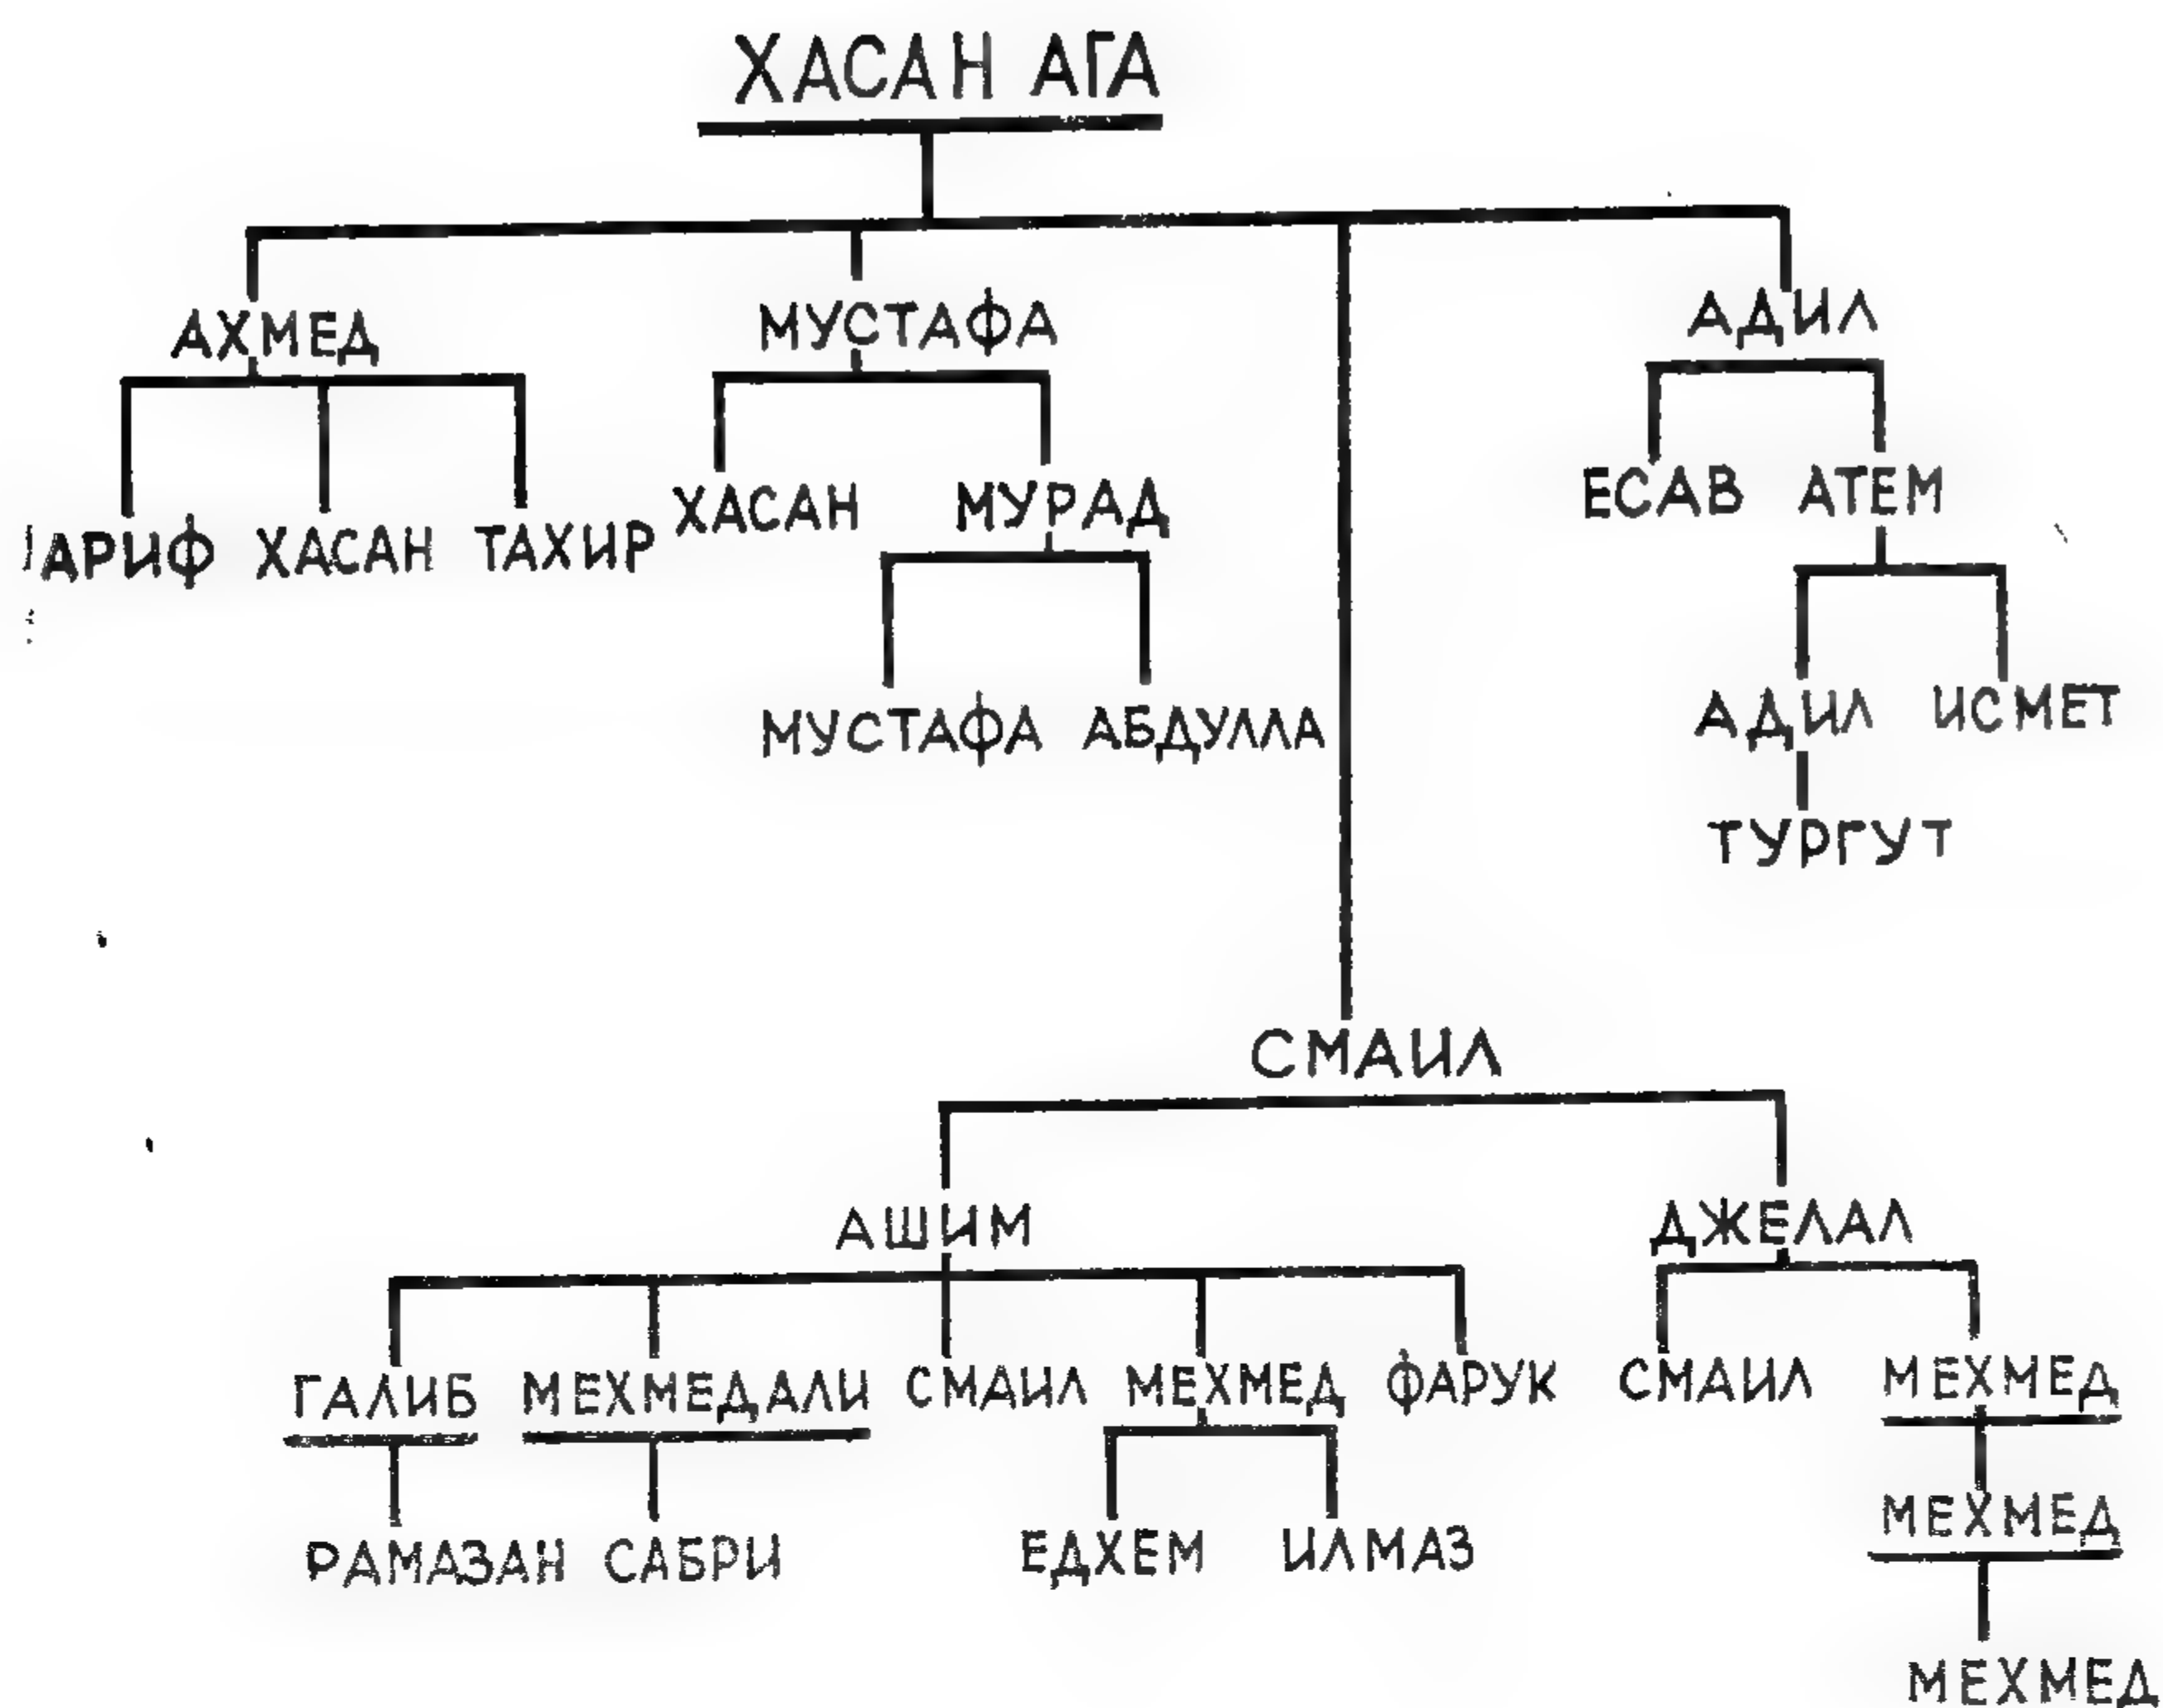 ХАСАН АГА
АХМЕД МУСТАФА АДИЛ
АРИФ ХАСАН ТАХИР ХАСАН МУРАД ЕСАВ АТЕМ
МУСТАФА АБДУЛЛА АДИЛ ИСМЕТ
ТУРГУТ
СМАИЛ
АШИМ ДЖЕЛАЛ
ГАЛИБ МЕХМЕДАЛИ СМАИЛ МЕХМЕД ФАРУК СМАИЛ МЕХМЕД
РАМАЗАН САБРИ ЕДХЕМ ИЛМАЗ МЕХМЕД
МЕХМЕД